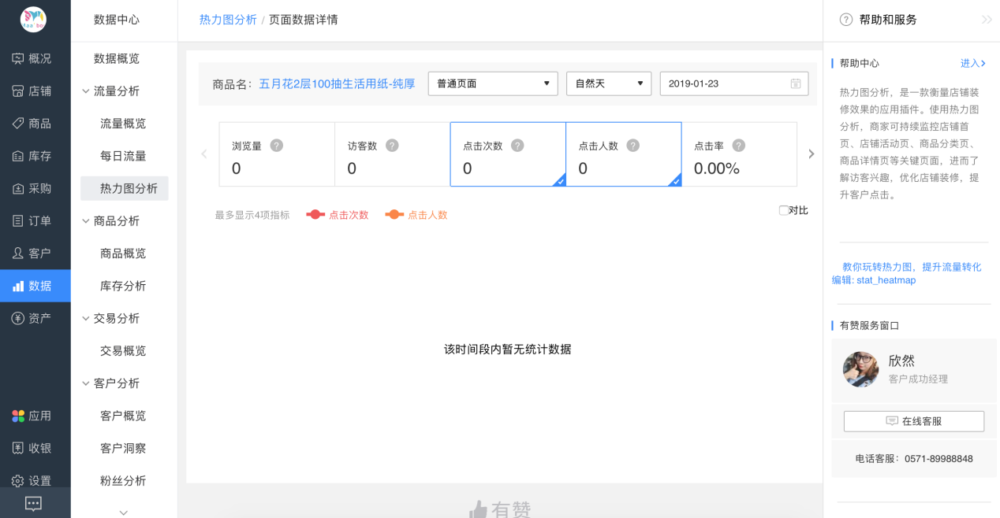 概况
店铺
商品
库存
采购
订单
客户
数据
资产
应用
收银
设置
数据中心
数据概览
流量分析
流量概览
每日流量
热力图分析
商品分析
商品概览
库存分析
交易分析
交易概览
客户分析
客户概览
客户洞察
粉丝分析
热力图分析 / 页面数据详情
商品名： 五月花2层100抽生活用纸-纯厚 普通页面 自然天 2019-01-23
浏览量 ? 访客数 ? 点击次数 ? 点击人数 ? 点击率 ?
0 0 0 0 0.00%
最多显示4项指标 点击次数 点击人数 对比
该时间段内暂无统计数据
有赞
? 帮助和服务
帮助中心 进入
热力图分析，是一款衡量店铺装
修效果的应用插件。使用热力图
分析，商家可持续监控店铺首
页、店铺活动页、商品分类页、
商品详情页等关键页面，进而了
解访客兴趣，优化店铺装修，提
升客户点击。
教你玩转热力图，提升流量转化
编辑: stat_heatmap
有赞服务窗口
欣然
客户成功经理
在线客服
电话客服：0571-89988848